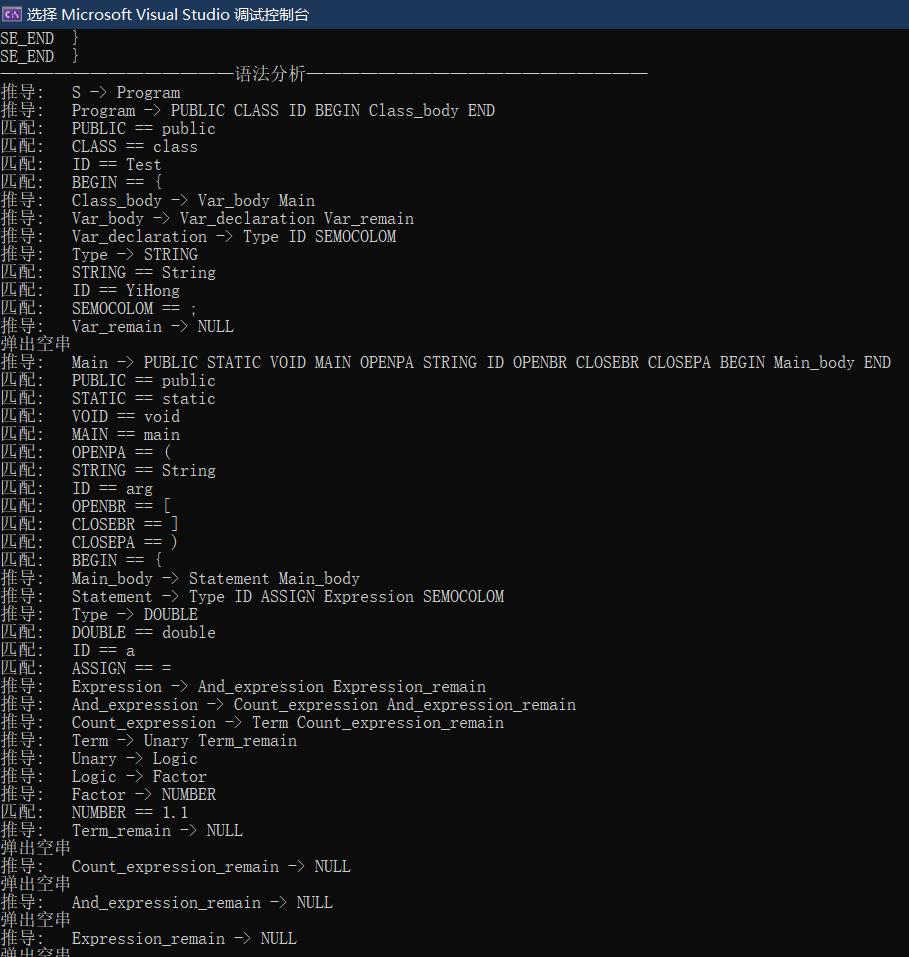 选择 Microsoft Visual Studio 调试控制台
SE_END }
SE_END }
—————————————语法分析———————————————————
推导: S -> Program
推导: Program -> PUBLIC CLASS ID BEGIN Class_body END
匹配: PUBLIC == public
匹配: CLASS == class
匹配: ID == Test
匹配: BEGIN == {
推导: Class_body -> Var_body Main
推导: Var_body -> Var_declaration Var_remain
推导: Var_declaration -> Type ID SEMOCOLOM
推导: Type -> STRING
匹配: STRING == String
匹配: ID == YiHong
匹配: SEMOCOLOM == ;
推导: Var_remain -> NULL
弹出空串
推导: Main -> PUBLIC STATIC VOID MAIN OPENPA STRING ID OPENBR CLOSEBR CLOSEPA BEGIN Main_body END
匹配: PUBLIC == public
匹配: STATIC == static
匹配: VOID == void
匹配: MAIN == main
匹配: OPENPA == (
匹配: STRING == String
匹配: ID == arg
匹配: OPENBR == [
匹配: CLOSEBR == ]
匹配: CLOSEPA == )
匹配: BEGIN == {
推导: Main_body -> Statement Main_body
推导: Statement -> Type ID ASSIGN Expression SEMOCOLOM
推导: Type -> DOUBLE
匹配: DOUBLE == double
匹配: ID == a
匹配: ASSIGN == =
推导: Expression -> And_expression Expression_remain
推导: And_expression -> Count_expression And_expression_remain
推导: Count_expression -> Term Count_expression_remain
推导: Term -> Unary Term_remain
推导: Unary -> Logic
推导: Logic -> Factor
推导: Factor -> NUMBER
匹配: NUMBER == 1.1
推导: Term_remain -> NULL
弹出空串
推导: Count_expression_remain -> NULL
弹出空串
推导: And_expression_remain -> NULL
弹出空串
推导: Expression_remain -> NULL
弹出空串